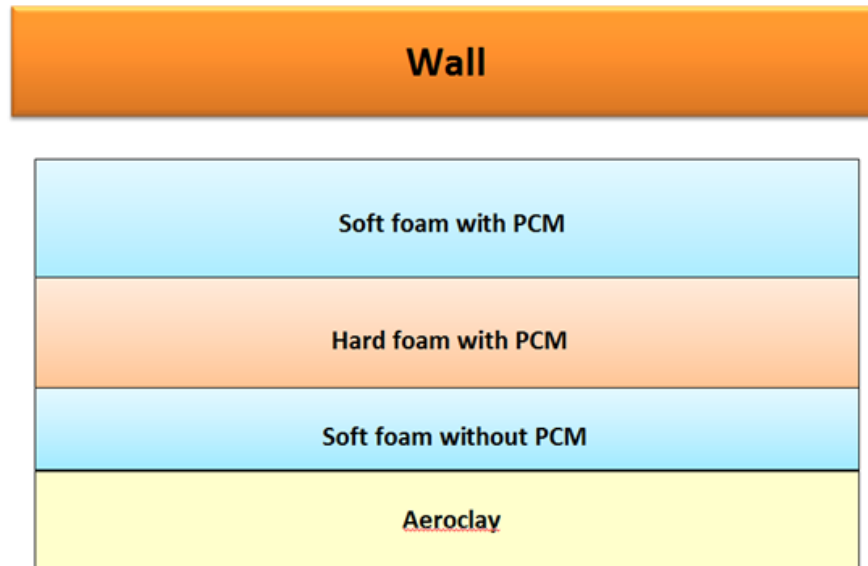 Wall
Soft foam with PCM
Hard foam with PCM
Soft foam without PCM
Aeroclay